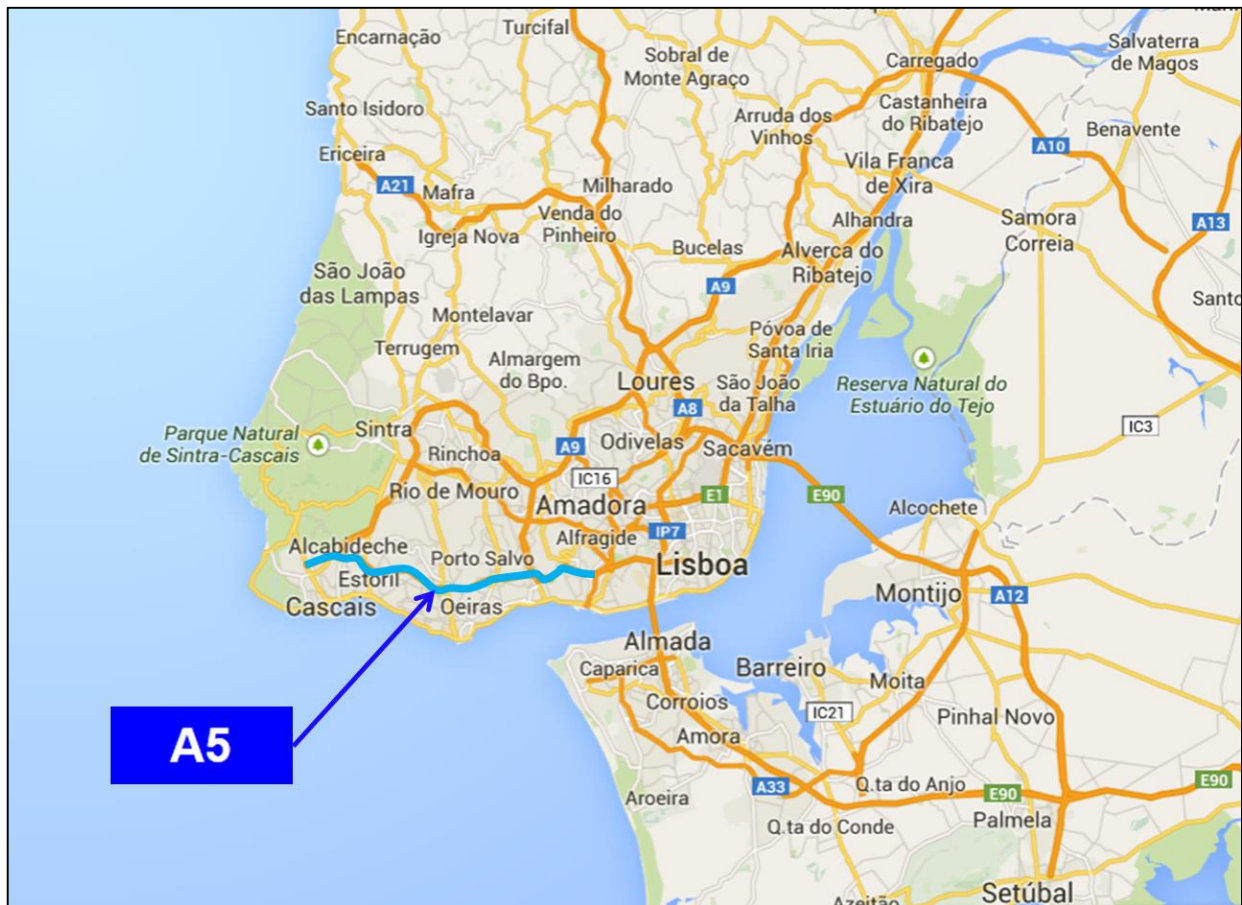 Turcifal
Encarnação
Sobral de
Monte Agraço
Carregado
Salvaterra
de Magos
Santo Isidoro
Arruda dos
Vinhos
Castanheira
do Ribatejo
Benavente
A10
Ericeira
A21
Mafra
Milharado
Vila Franca
de Xira
Igreja Nova
Venda do
Pinheiro
Bucelas
Alhandra
Samora
Correia
A13
Alverca do
Ribatejo
São João
das Lampas
A9
Santo
Montelavar
Póvoa de
Santa Iria
Terrugem
Almargem
do Bpo.
Loures
São João
da Talha
Reserva Natural do
Estuário do Tejo
A8
Parque Natural
de Sintra-Cascais
Sintra
Rinchoa
A9
Odivelas
Sacavém
IC3
IC16
Rio de Mouro
Amadora
E1
E90
Alcochete
Alcabideche
Porto Salvo
Alfragide
IP7
Lisboa
Estoril
Cascais
Oeiras
Montijo
A12
Almada
Caparica
Barreiro
Moita
Corroios
IC21
Pinhal Novo
A5
Amora
A33
Q.ta do Anjo
E90
E90
Aroeira
Q.ta do Conde
Palmela
Setúbal
Azeitão